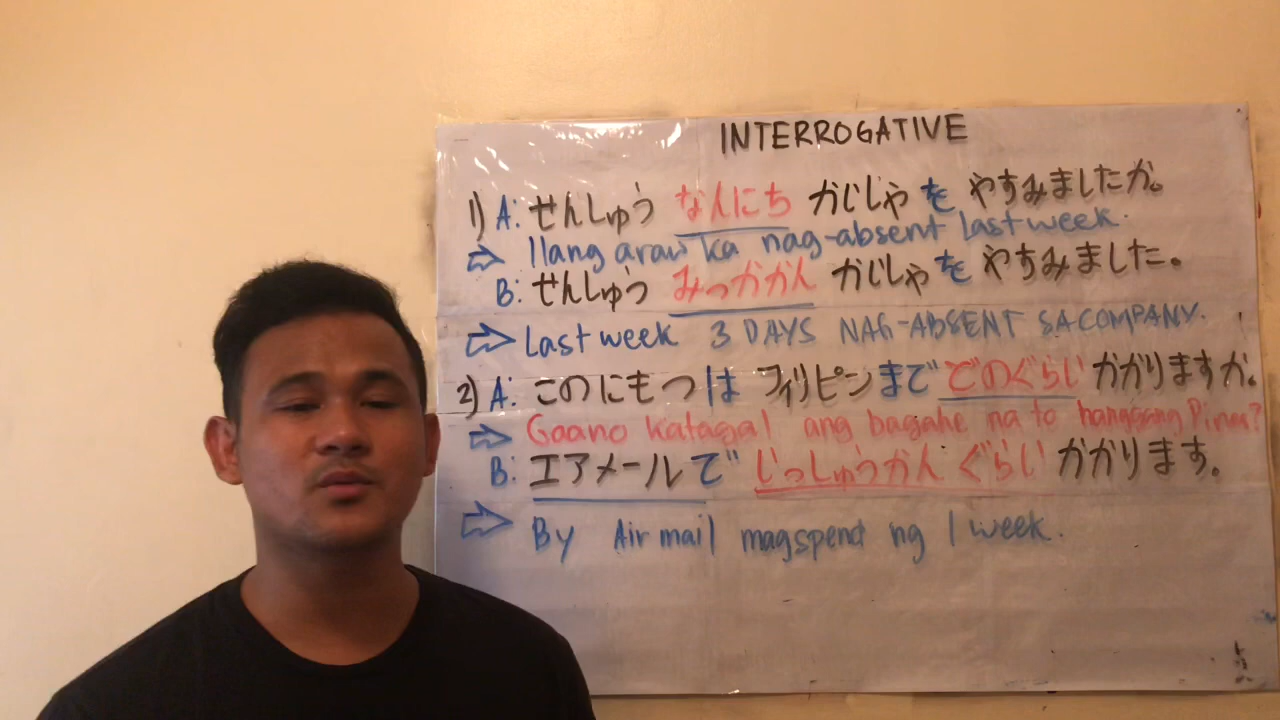 INTERROGATIVE
1) A: せんしゅう なんにち かじしゃ を やすみましたか。
⇨ Ilang araw ka nag-absent last week.
B: せんしゅう みっかかん かじしゃを やすみました。
⇨ Last week 3 DAYS NAG-ABSENT SA COMPANY.
2) A: このにもつは フィリピンまで どのぐらい かかりますか。
⇨ Gaano katagal ang bagahe na to hanggang Pinas?
B: エアメールで じっしゅうかん ぐらい かかります。
⇨ By Air mail magspend ng 1 week.